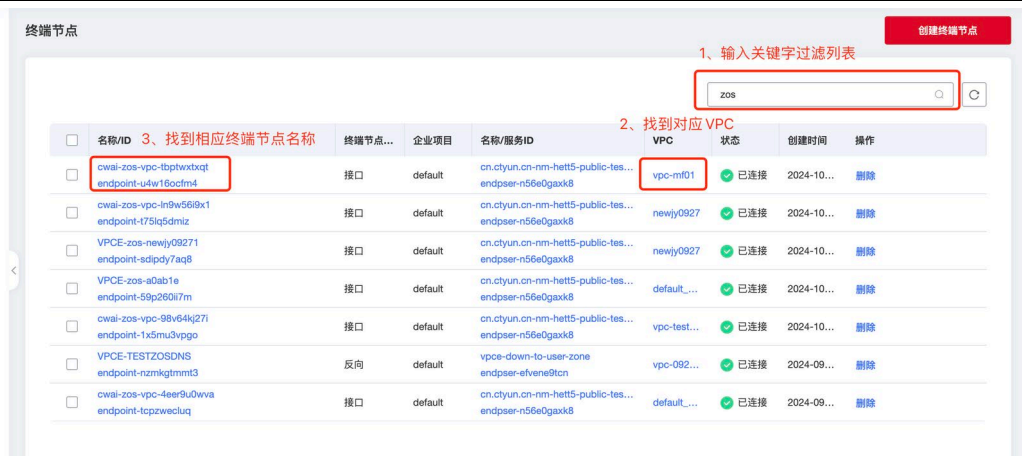 终端节点
创建终端节点
1、输入关键字过滤列表
zos
2、找到对应VPC
名称/ID 3、找到相应终端节点名称 终端节点... 企业项目 名称/服务ID VPC 状态 创建时间 操作
cwai-zos-vpc-tbptwxtxqt cn.ctyun.cn-nm-hett5-public-tes...
endpoint-u4w16ocfm4 接口 default endpser-n56e0gaxk8 vpc-mf01 已连接 2024-10... 删除
cwai-zos-vpc-ln9w56i9x1 cn.ctyun.cn-nm-hett5-public-tes...
endpoint-t75lq5dmiz 接口 default endpser-n56e0gaxk8 newjy0927 已连接 2024-10... 删除
VPCE-zos-newjy09271 cn.ctyun.cn-nm-hett5-public-tes...
endpoint-sdipdy7aq8 接口 default endpser-n56e0gaxk8 newjy0927 已连接 2024-10... 删除
VPCE-zos-a0ab1e cn.ctyun.cn-nm-hett5-public-tes...
endpoint-59p260ii7m 接口 default endpser-n56e0gaxk8 default_... 已连接 2024-10... 删除
cwai-zos-vpc-98v64kj27i cn.ctyun.cn-nm-hett5-public-tes...
endpoint-1x5mu3vpgo 接口 default endpser-n56e0gaxk8 vpc-test... 已连接 2024-10... 删除
VPCE-TESTZOSDNS vpce-down-to-user-zone
endpoint-nzmkgtmmt3 反向 default endpser-efvene9tcn vpc-092... 已连接 2024-09... 删除
cwai-zos-vpc-4eer9u0wva cn.ctyun.cn-nm-hett5-public-tes...
endpoint-tcpzwecluq 接口 default endpser-n56e0gaxk8 default_... 已连接 2024-09... 删除